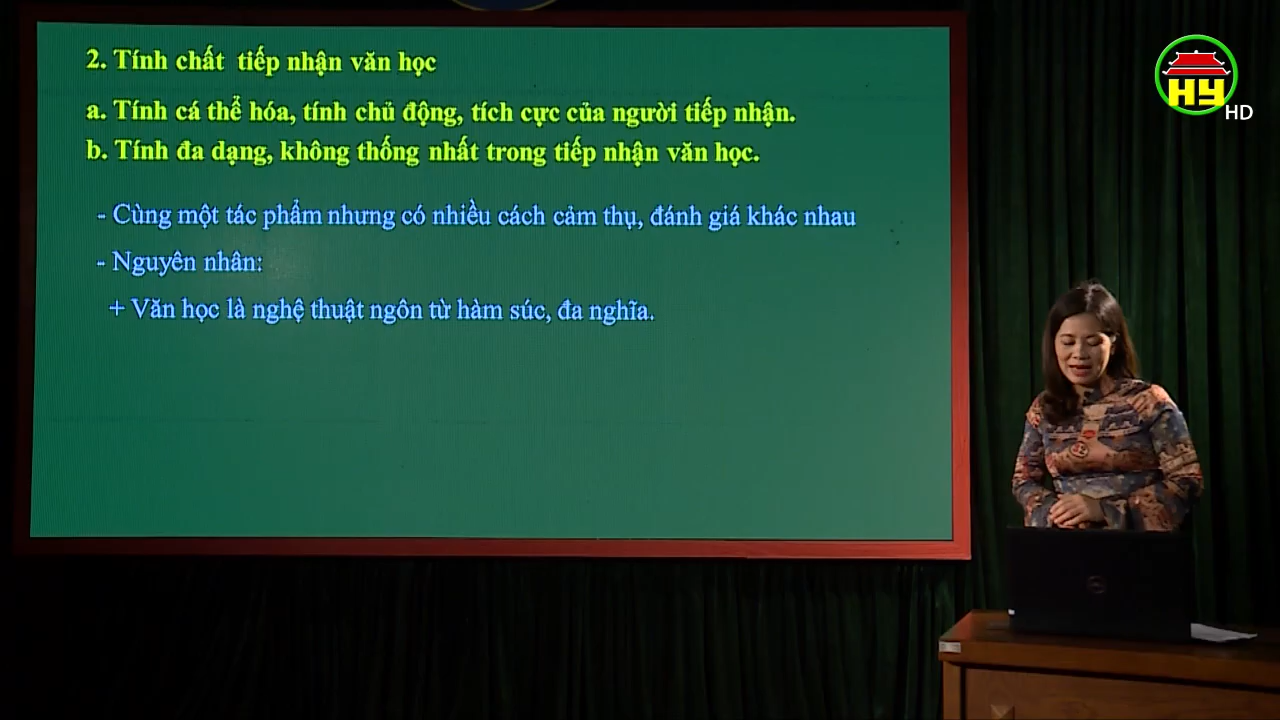 2. Tính chất tiếp nhận văn học
a. Tính cá thể hóa, tính chủ động, tích cực của người tiếp nhận.
b. Tính đa dạng, không thống nhất trong tiếp nhận văn học.
- Cùng một tác phẩm nhưng có nhiều cách cảm thụ, đánh giá khác nhau
- Nguyên nhân:
+ Văn học là nghệ thuật ngôn từ hàm súc, đa nghĩa.
HY
HD